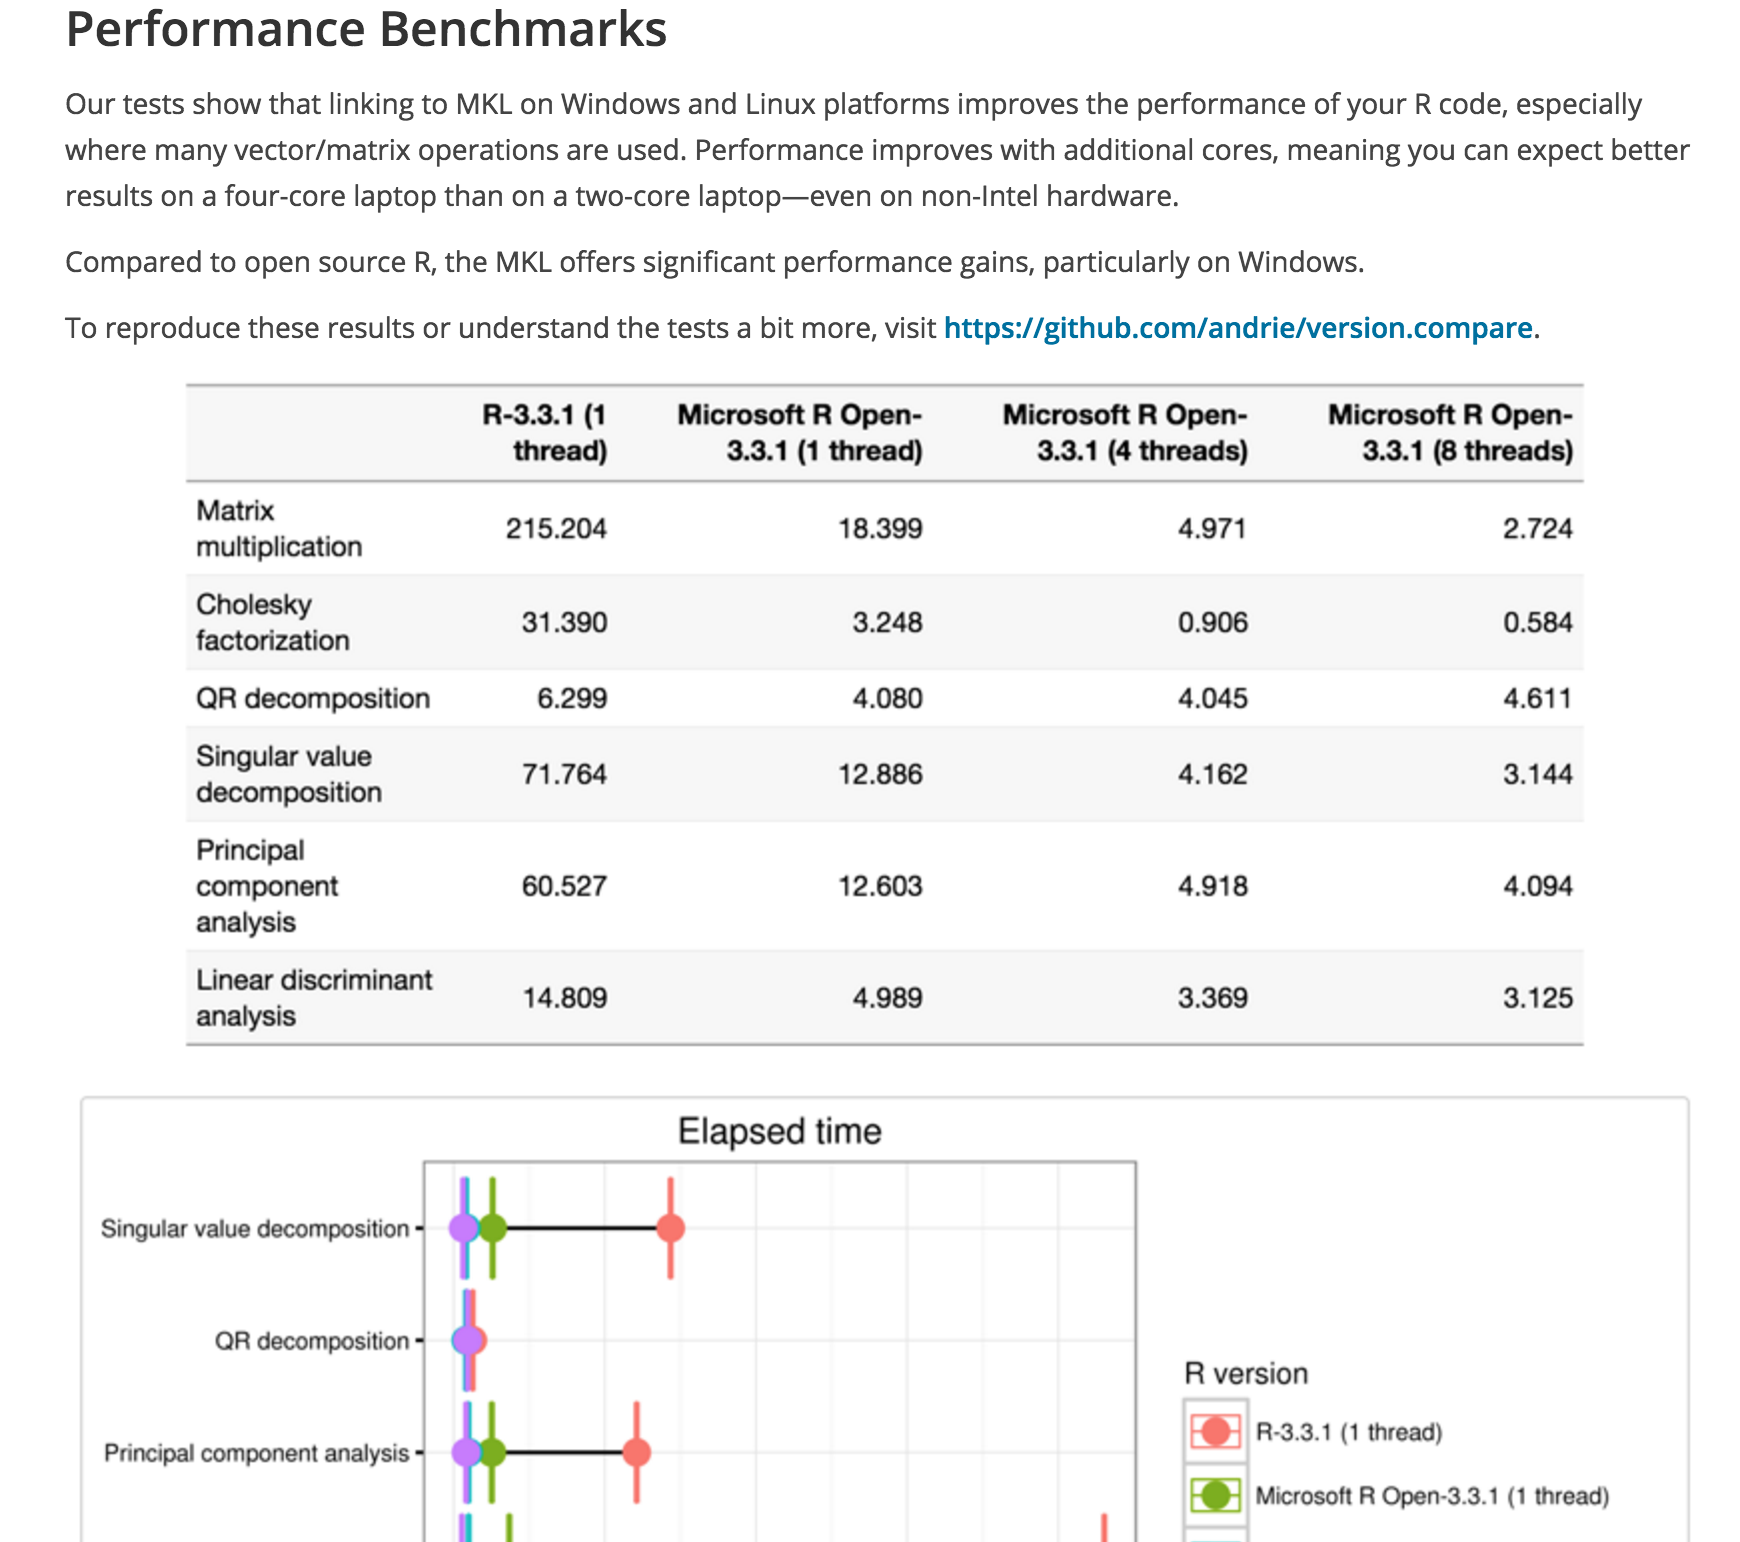 Performance Benchmarks
Our tests show that linking to MKL on Windows and Linux platforms improves the performance of your R code, especially
where many vector/matrix operations are used. Performance improves with additional cores, meaning you can expect better
results on a four-core laptop than on a two-core laptop—even on non-Intel hardware.
Compared to open source R, the MKL offers significant performance gains, particularly on Windows.
To reproduce these results or understand the tests a bit more, visit https://github.com/andrie/version.compare.
R-3.3.1 (1 Microsoft R Open- Microsoft R Open- Microsoft R Open-
thread) 3.3.1 (1 thread) 3.3.1 (4 threads) 3.3.1 (8 threads)
Matrix
multiplication 215.204 18.399 4.971 2.724
Cholesky
factorization 31.390 3.248 0.906 0.584
QR decomposition 6.299 4.080 4.045 4.611
Singular value
decomposition 71.764 12.886 4.162 3.144
Principal
component 60.527 12.603 4.918 4.094
analysis
Linear discriminant
analysis 14.809 4.989 3.369 3.125
Elapsed time
Singular value decomposition
QR decomposition
Principal component analysis
R version
R-3.3.1 (1 thread)
Microsoft R Open-3.3.1 (1 thread)